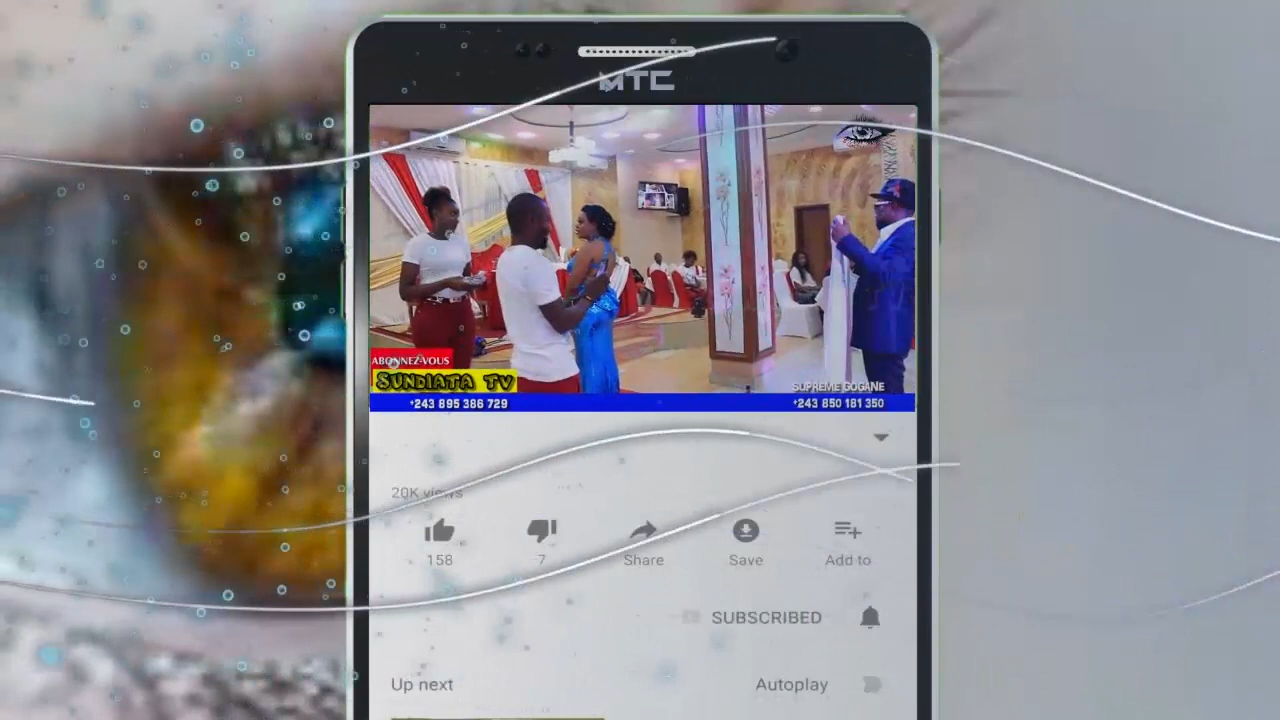 MTC
ABONNEZ-VOUS
SUNDIATA TV
SUPREME GOGANE
+243 895 386 729
+243 850 181 350
20K views
158
7
Share
Save
Add to
SUBSCRIBED
Up next
Autoplay